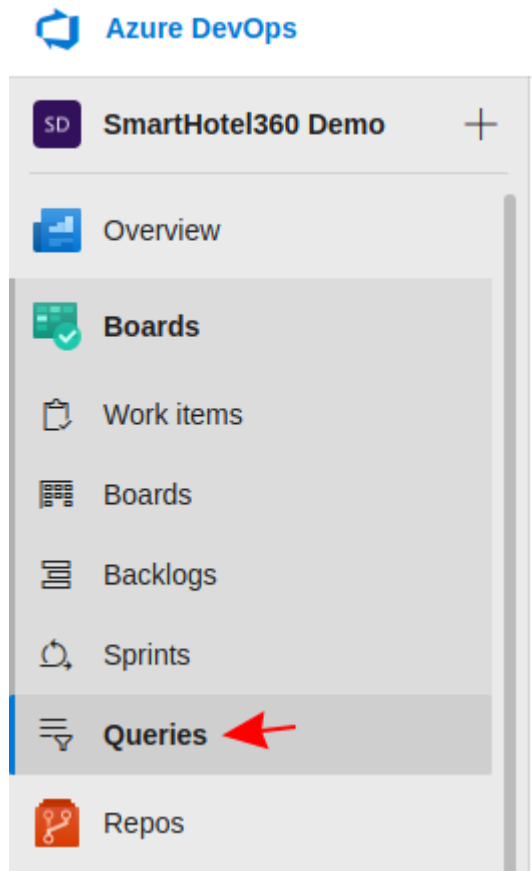 Azure DevOps
SD SmartHotel360 Demo
Overview
Boards
Work items
Boards
Backlogs
Sprints
Queries
Repos